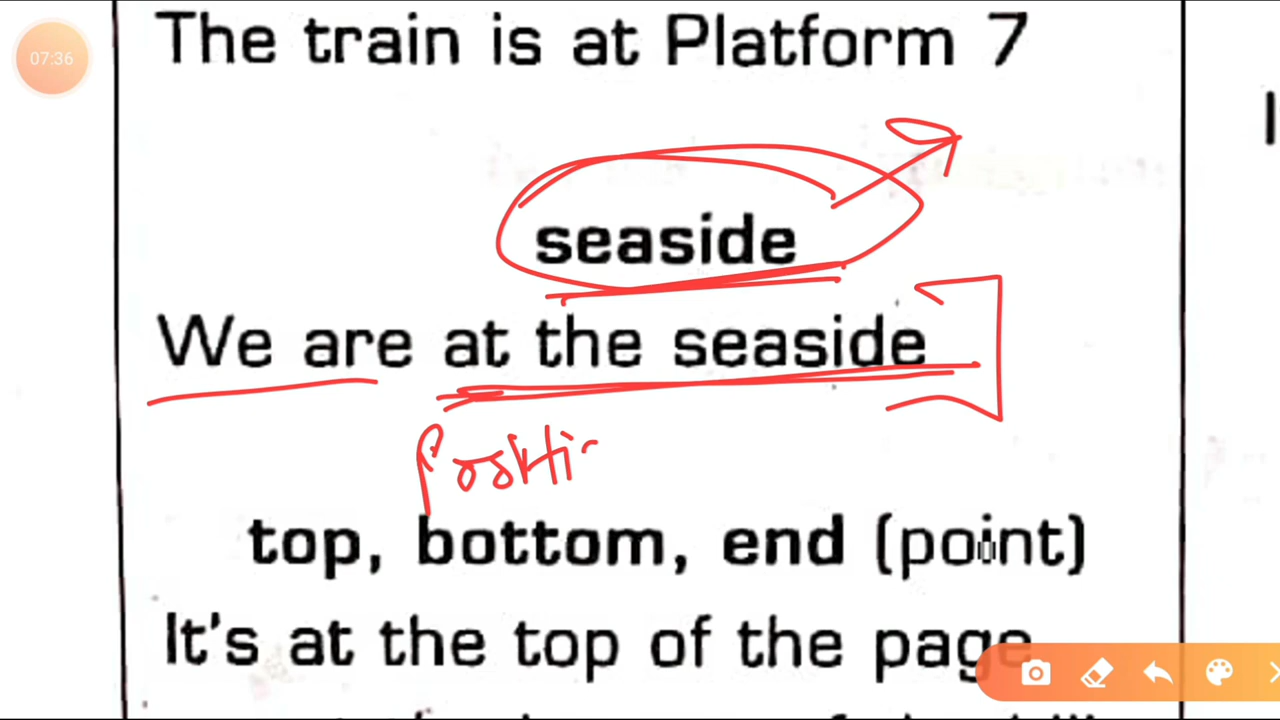 07:36
The train is at Platform 7
seaside
We are at the seaside
Positi
top, bottom, end (point)
It's at the top of the page